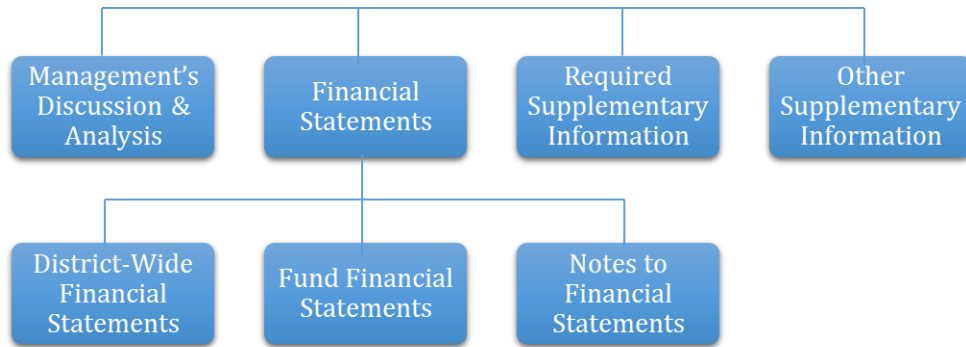 Management’s
Discussion &
Analysis
Financial
Statements
Required
Supplementary
Information
Other
Supplementary
Information
District-Wide
Financial
Statements
Fund Financial
Statements
Notes to
Financial
Statements